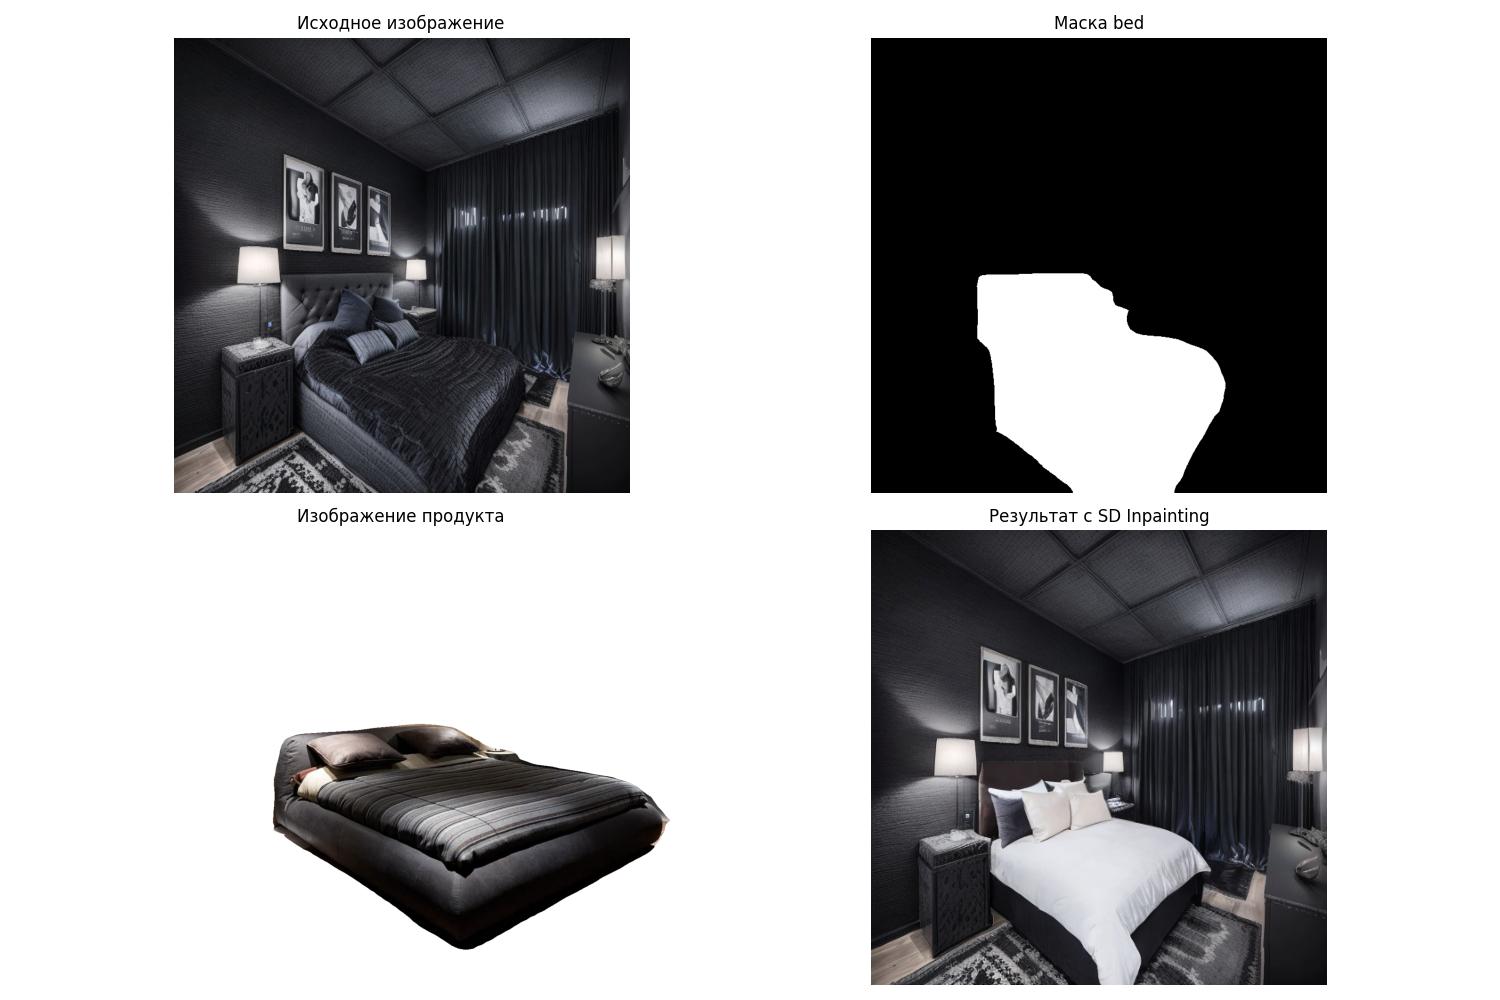 Исходное изображение
Маска bed
Изображение продукта
Результат с SD Inpainting